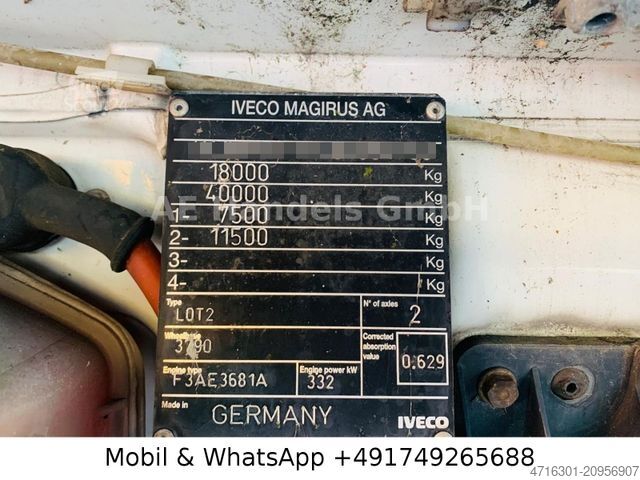 IVECO MAGIRUS AG
18000 Kg
40000 Kg
1- 7500 Kg
2- 11500 Kg
3- Kg
4- Kg
AE Handels GmbH
Type
LOT2
N° of axles
2
Wheelbase
3790
Corrected absorption value
0.629
Engine type
F3AE3681A
Engine power kW
332
Made in
GERMANY
IVECO
Mobil & WhatsApp +491749265688
4716301-20956907